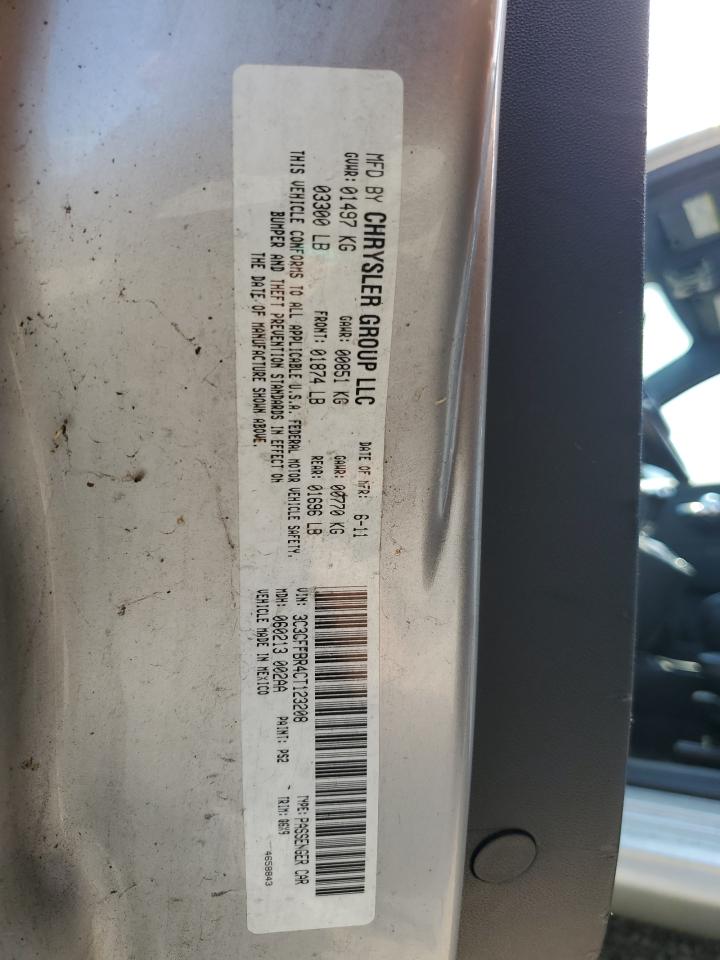 MFD BY CHRYSLER GROUP LLC
DATE OF MFR: 6-11
GVWR: 01497 KG
GAWR: 00851 KG
GAWR: 00770 KG
03300 LB
FRONT: 01874 LB
REAR: 01696 LB
THIS VEHICLE CONFORMS TO ALL APPLICABLE U.S.A. FEDERAL MOTOR VEHICLE SAFETY,
BUMPER AND THEFT PREVENTION STANDARDS IN EFFECT ON
THE DATE OF MANUFACTURE SHOWN ABOVE.
VIN: 3C3CFFBR4CT123208
TYPE: PASSENGER CAR
MDH: 060213 002AA
PAINT: PS2
TRIM: 06X9
VEHICLE MADE IN MEXICO
4658843